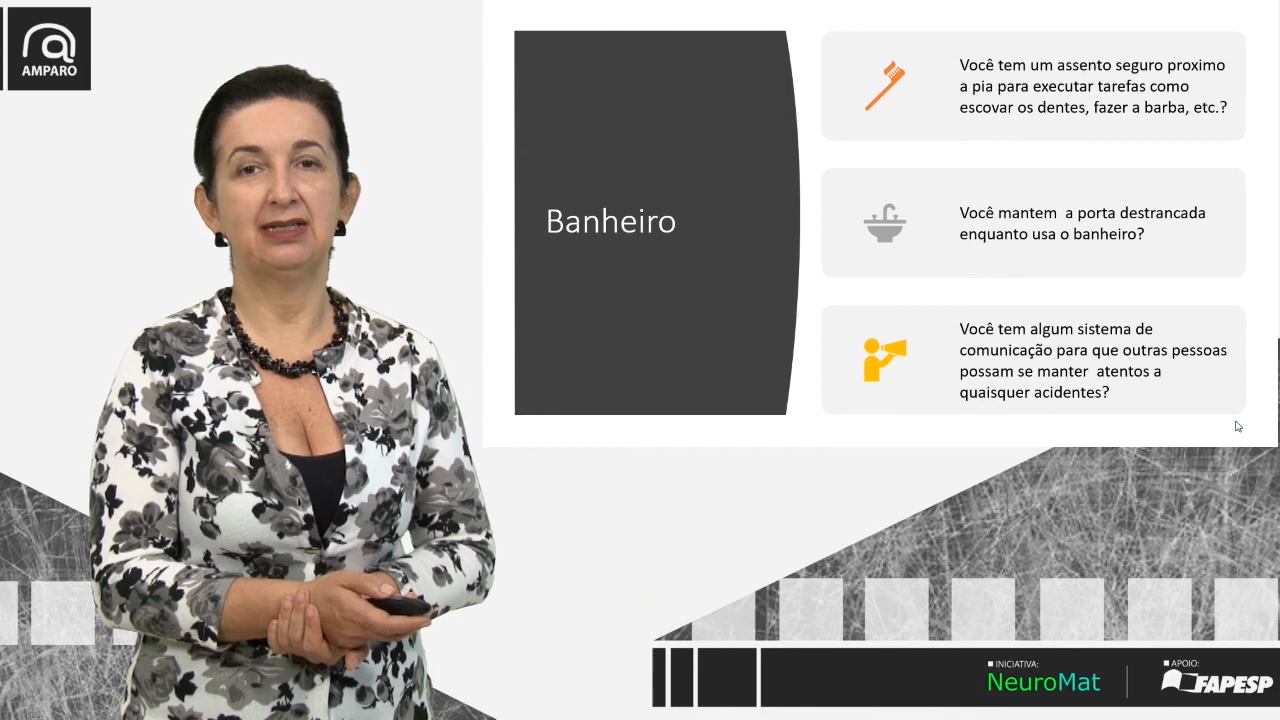 AMPARO
Banheiro
Você tem um assento seguro proximo
a pia para executar tarefas como
escovar os dentes, fazer a barba, etc.?
Você mantem a porta destrancada
enquanto usa o banheiro?
Você tem algum sistema de
comunicação para que outras pessoas
possam se manter atentos a
quaisquer acidentes?
INICIATIVA:
NeuroMat
APOIO:
FAPESP